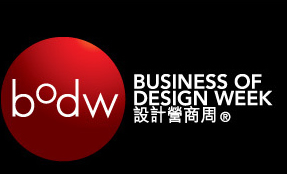 bodw
BUSINESS OF
DESIGN WEEK
設計營商周®